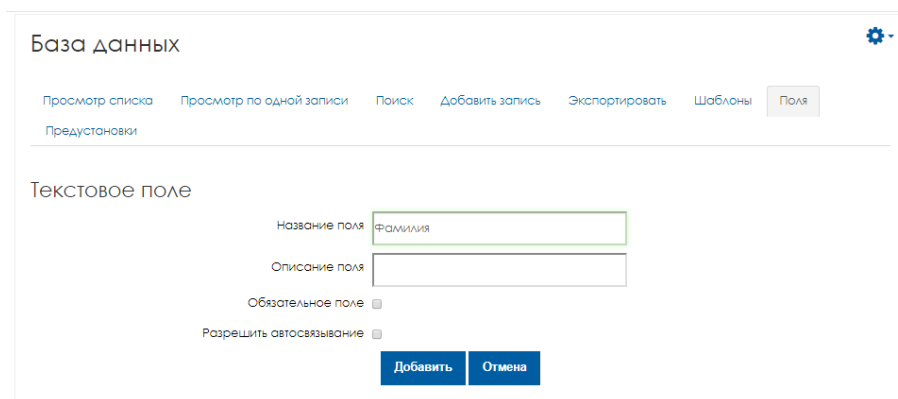 База данных
Просмотр списка Просмотр по одной записи Поиск Добавить запись Экспортировать Шаблоны Поля
Предустановки
Текстовое поле
Название поля Фамилия
Описание поля
Обязательное поле
Разрешить автосвязывание
Добавить Отмена